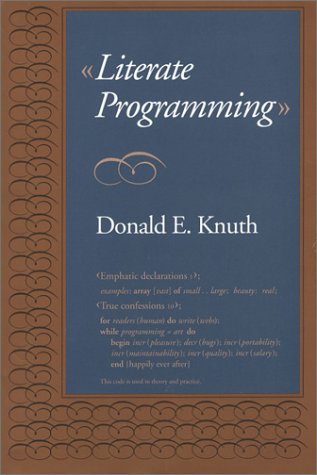 «Literate
Programming»
Donald E. Knuth
⟨Emphatic declarations 1⟩;
examples: array [vast] of small . . large; beauty: real;
⟨True confessions 10⟩;
for readers (human) do write (webs);
while programming = art do
begin incr (pleasure); decr (bugs); incr (portability);
incr (maintainability); incr (quality); incr (salary);
end {happily ever after}
This code is used in theory and practice.